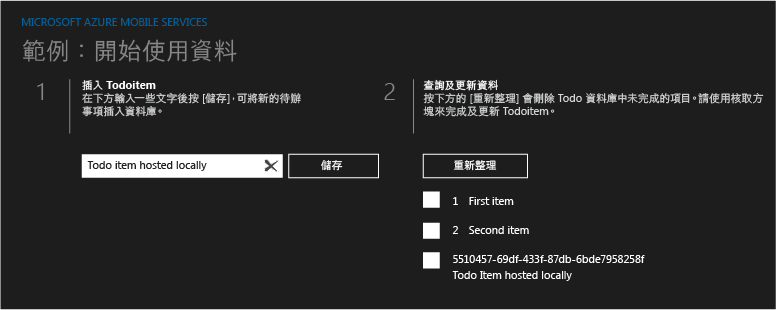 MICROSOFT AZURE MOBILE SERVICES
範例：開始使用資料
1
插入 Todoitem
在下方輸入一些文字後按 [儲存]，可將新的待辦
事項插入資料庫。
Todo item hosted locally
儲存
2
查詢及更新資料
按下方的 [重新整理] 會刪除 Todo 資料庫中未完成的項目。請使用核取方
塊來完成及更新 Todoitem。
重新整理
1 First item
2 Second item
5510457-69df-433f-87db-6bde7958258f
Todo Item hosted locally